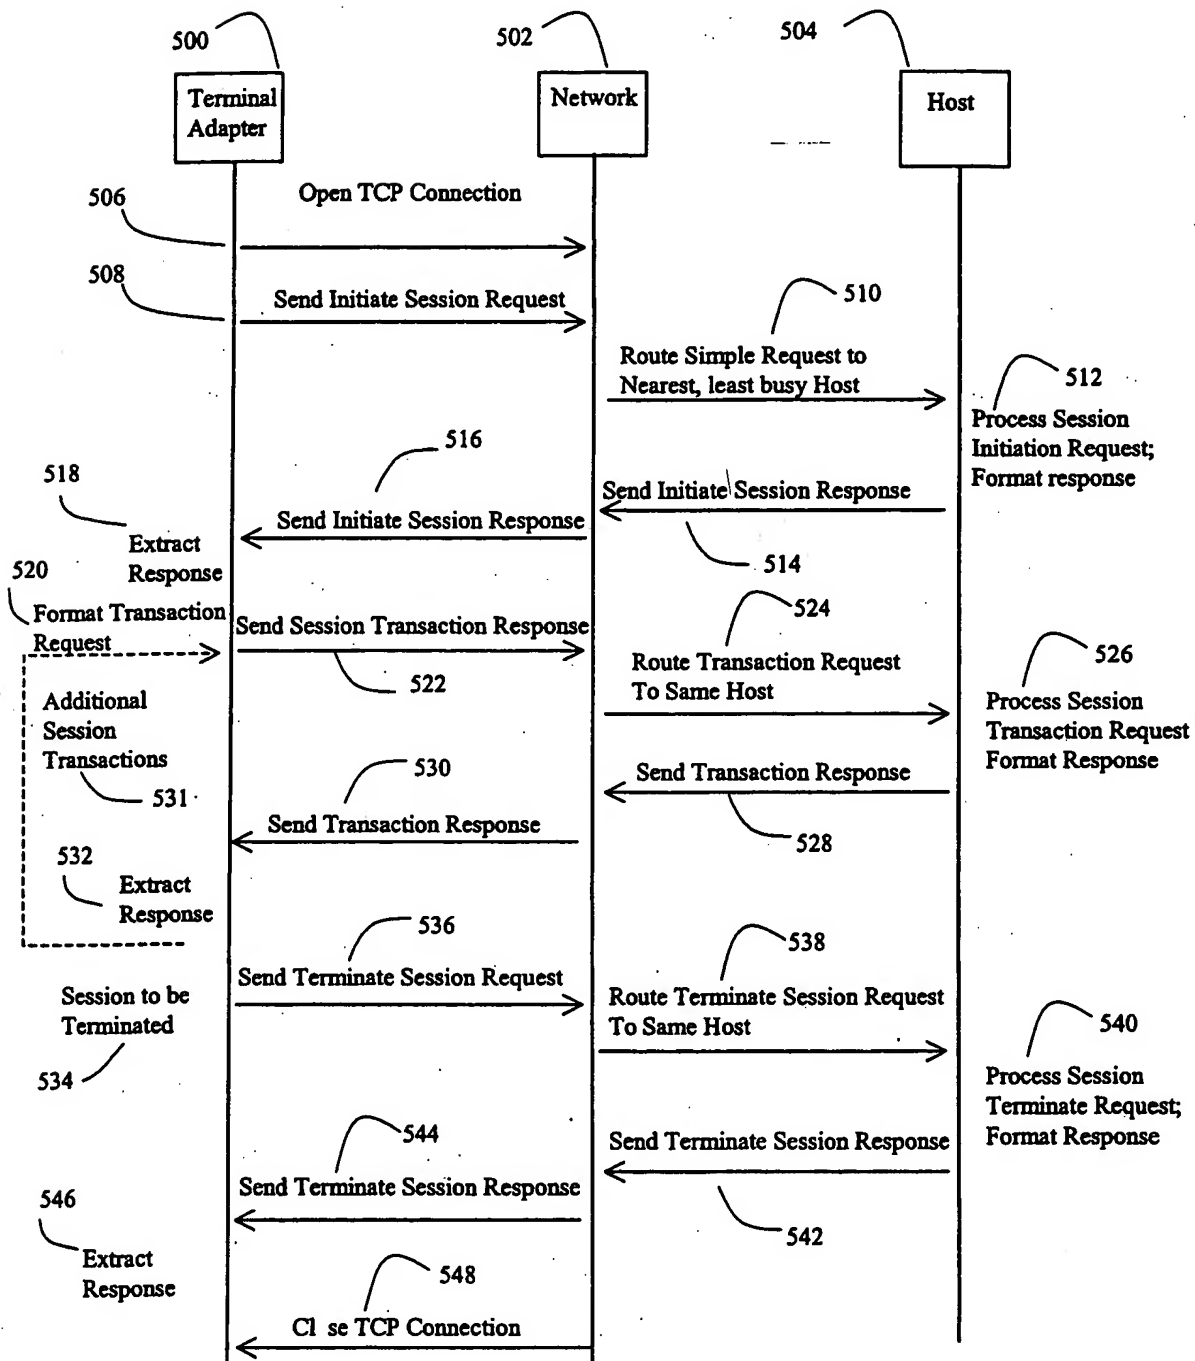 500
502
504
Terminal
Adapter
Network
Host
506
Open TCP Connection
508
Send Initiate Session Request
510
Route Simple Request to
Nearest, least busy Host
512
Process Session
Initiation Request;
Format response
516
518
Send Initiate Session Response
Send Initiate Session Response
514
Extract
Response
520
Format Transaction
Request
524
Send Session Transaction Response
522
Route Transaction Request
To Same Host
526
Process Session
Transaction Request
Format Response
Additional
Session
Transactions
531
530
Send Transaction Response
Send Transaction Response
528
532
Extract
Response
536
538
Send Terminate Session Request
Route Terminate Session Request
To Same Host
Session to be
Terminated
534
540
Process Session
Terminate Request;
Format Response
544
Send Terminate Session Response
Send Terminate Session Response
542
546
Extract
Response
548
Cl se TCP Connection